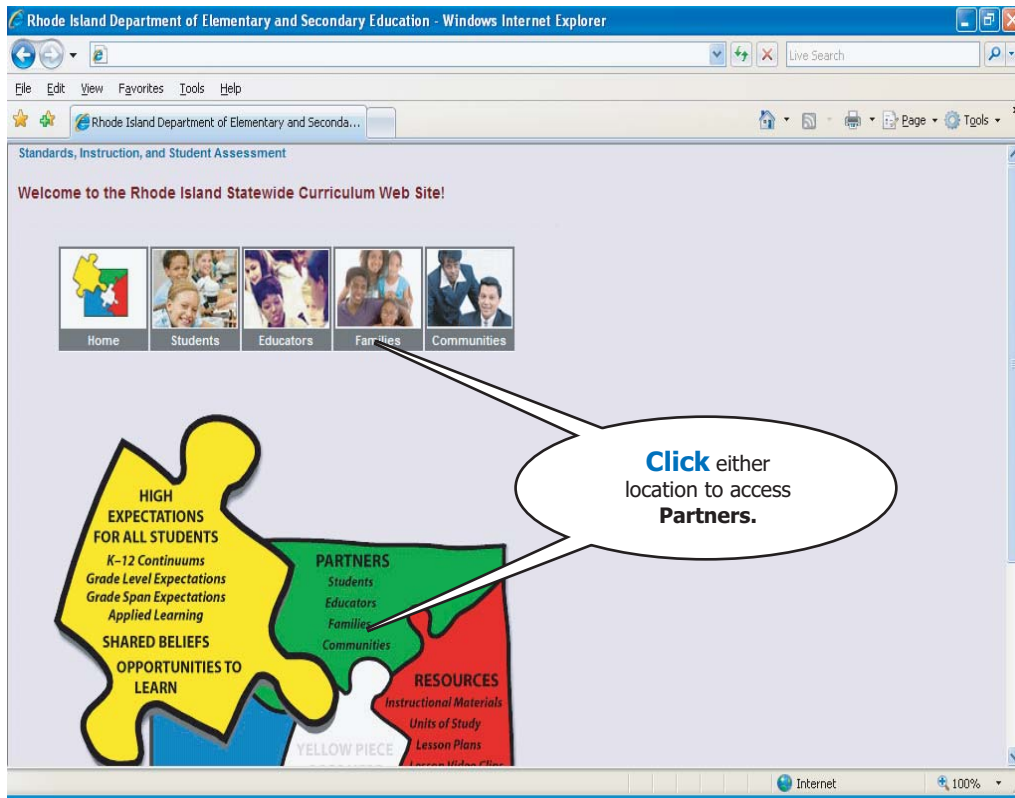 Rhode Island Department of Elementary and Secondary Education - Windows Internet Explorer
Live Search
File Edit View Favorites Tools Help
Rhode Island Department of Elementary and Seconda...
Page Tools
Standards, Instruction, and Student Assessment
Welcome to the Rhode Island Statewide Curriculum Web Site!
Home Students Educators Families Communities
Click either
location to access
Partners.
HIGH
EXPECTATIONS
FOR ALL STUDENTS
K–12 Continuums
Grade Level Expectations
Grade Span Expectations
Applied Learning
SHARED BELIEFS
OPPORTUNITIES TO
LEARN
PARTNERS
Students
Educators
Families
Communities
RESOURCES
Instructional Materials
Units of Study
Lesson Plans
Lesson Video Clips
YELLOW PIECE
Internet 100%